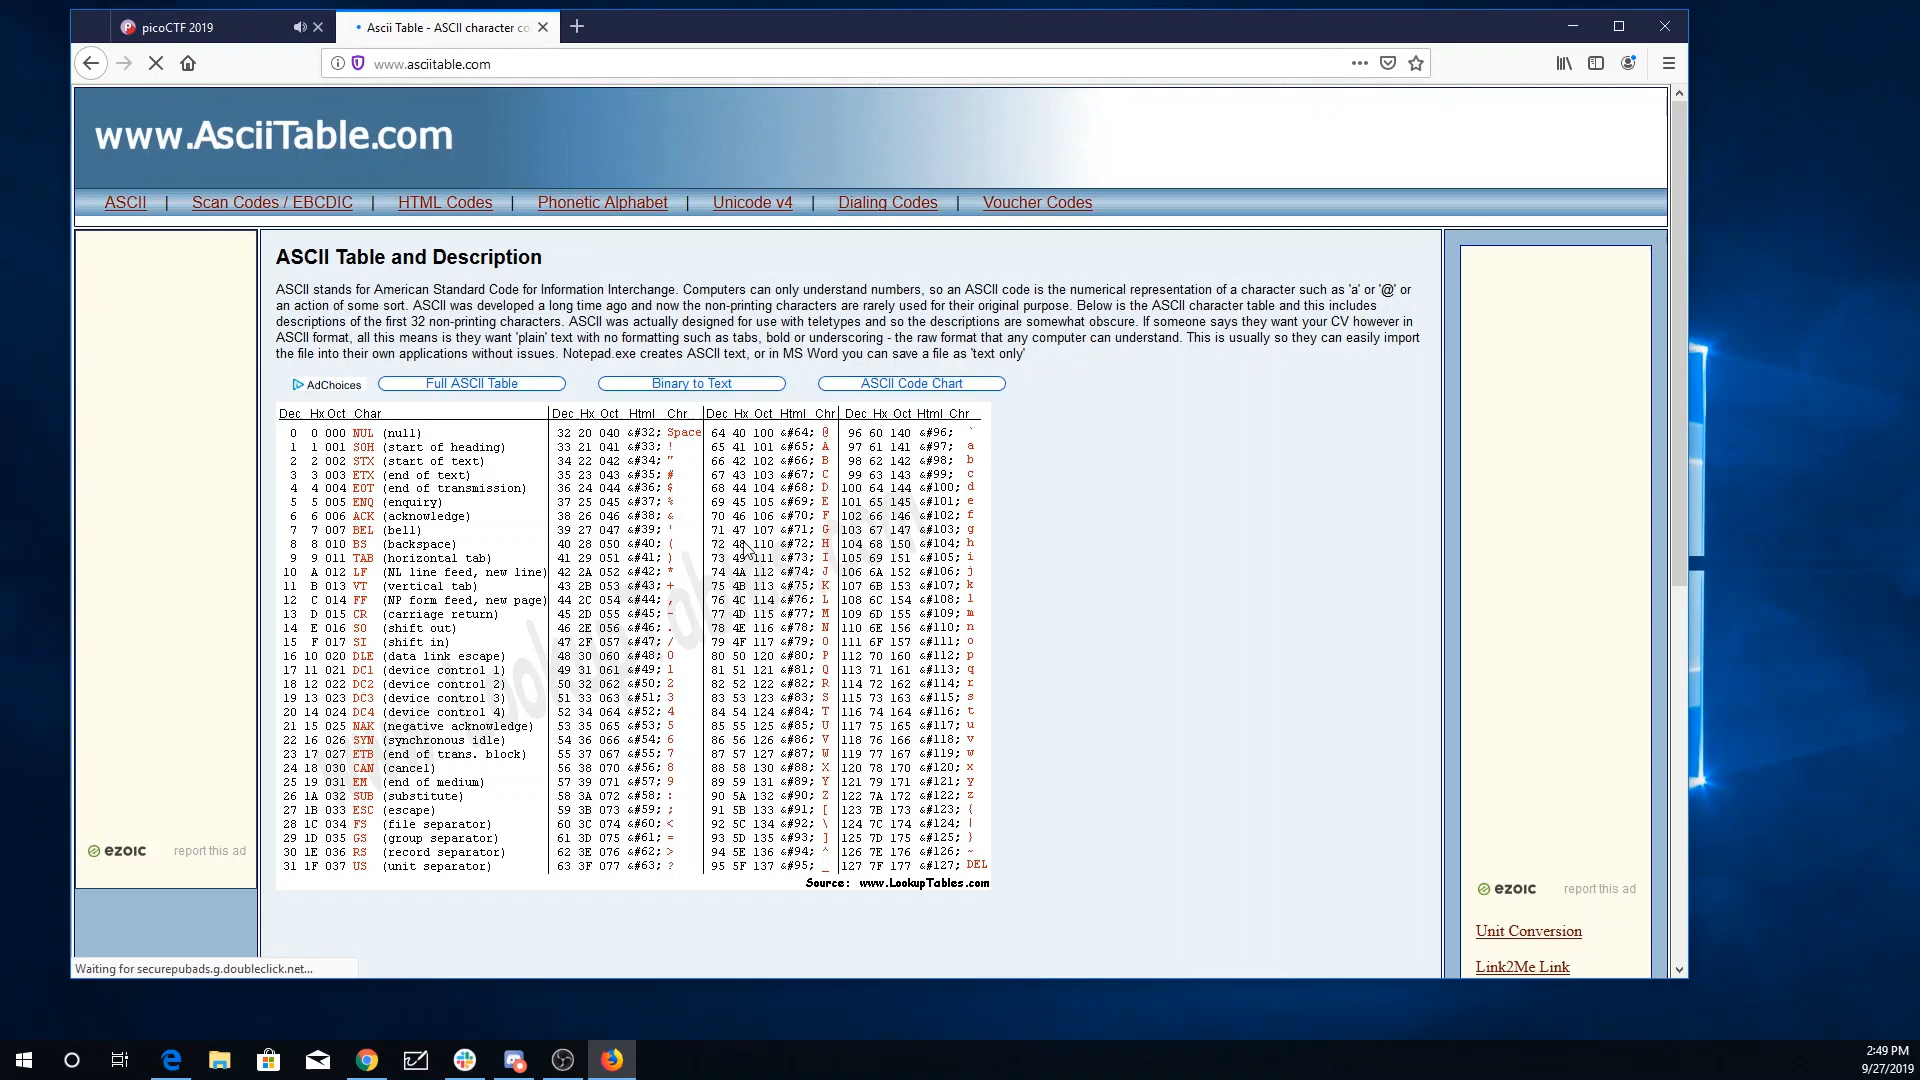 picoCTF 2019
Ascii Table - ASCII character co
www.asciitable.com
www.AsciiTable.com
ASCII | Scan Codes / EBCDIC | HTML Codes | Phonetic Alphabet | Unicode v4 | Dialing Codes | Voucher Codes
ASCII Table and Description
ASCII stands for American Standard Code for Information Interchange. Computers can only understand numbers, so an ASCII code is the numerical representation of a character such as 'a' or '@' or
an action of some sort. ASCII was developed a long time ago and now the non-printing characters are rarely used for their original purpose. Below is the ASCII character table and this includes
descriptions of the first 32 non-printing characters. ASCII was actually designed for use with teletypes and so the descriptions are somewhat obscure. If someone says they want your CV however in
ASCII format, all this means is they want 'plain' text with no formatting such as tabs, bold or underscoring - the raw format that any computer can understand. This is usually so they can easily import
the file into their own applications without issues. Notepad.exe creates ASCII text, or in MS Word you can save a file as 'text only'
AdChoices Full ASCII Table Binary to Text ASCII Code Chart
Dec Hx Oct Char Dec Hx Oct Html Chr Dec Hx Oct Html Chr Dec Hx Oct Html Chr
0 0 000 NUL (null) 32 20 040 &#32; Space 64 40 100 &#64; @ 96 60 140 &#96; `
1 1 001 SOH (start of heading) 33 21 041 &#33; ! 65 41 101 &#65; A 97 61 141 &#97; a
2 2 002 STX (start of text) 34 22 042 &#34; " 66 42 102 &#66; B 98 62 142 &#98; b
3 3 003 ETX (end of text) 35 23 043 &#35; # 67 43 103 &#67; C 99 63 143 &#99; c
4 4 004 EOT (end of transmission) 36 24 044 &#36; $ 68 44 104 &#68; D 100 64 144 &#100; d
5 5 005 ENQ (enquiry) 37 25 045 &#37; % 69 45 105 &#69; E 101 65 145 &#101; e
6 6 006 ACK (acknowledge) 38 26 046 &#38; & 70 46 106 &#70; F 102 66 146 &#102; f
7 7 007 BEL (bell) 39 27 047 &#39; ' 71 47 107 &#71; G 103 67 147 &#103; g
8 8 010 BS (backspace) 40 28 050 &#40; ( 72 48 110 &#72; H 104 68 150 &#104; h
9 9 011 TAB (horizontal tab) 41 29 051 &#41; ) 73 49 111 &#73; I 105 69 151 &#105; i
10 A 012 LF (NL line feed, new line) 42 2A 052 &#42; * 74 4A 112 &#74; J 106 6A 152 &#106; j
11 B 013 VT (vertical tab) 43 2B 053 &#43; + 75 4B 113 &#75; K 107 6B 153 &#107; k
12 C 014 FF (NP form feed, new page) 44 2C 054 &#44; , 76 4C 114 &#76; L 108 6C 154 &#108; l
13 D 015 CR (carriage return) 45 2D 055 &#45; - 77 4D 115 &#77; M 109 6D 155 &#109; m
14 E 016 SO (shift out) 46 2E 056 &#46; . 78 4E 116 &#78; N 110 6E 156 &#110; n
15 F 017 SI (shift in) 47 2F 057 &#47; / 79 4F 117 &#79; O 111 6F 157 &#111; o
16 10 020 DLE (data link escape) 48 30 060 &#48; 0 80 50 120 &#80; P 112 70 160 &#112; p
17 11 021 DC1 (device control 1) 49 31 061 &#49; 1 81 51 121 &#81; Q 113 71 161 &#113; q
18 12 022 DC2 (device control 2) 50 32 062 &#50; 2 82 52 122 &#82; R 114 72 162 &#114; r
19 13 023 DC3 (device control 3) 51 33 063 &#51; 3 83 53 123 &#83; S 115 73 163 &#115; s
20 14 024 DC4 (device control 4) 52 34 064 &#52; 4 84 54 124 &#84; T 116 74 164 &#116; t
21 15 025 NAK (negative acknowledge) 53 35 065 &#53; 5 85 55 125 &#85; U 117 75 165 &#117; u
22 16 026 SYN (synchronous idle) 54 36 066 &#54; 6 86 56 126 &#86; V 118 76 166 &#118; v
23 17 027 ETB (end of trans. block) 55 37 067 &#55; 7 87 57 127 &#87; W 119 77 167 &#119; w
24 18 030 CAN (cancel) 56 38 070 &#56; 8 88 58 130 &#88; X 120 78 170 &#120; x
25 19 031 EM (end of medium) 57 39 071 &#57; 9 89 59 131 &#89; Y 121 79 171 &#121; y
26 1A 032 SUB (substitute) 58 3A 072 &#58; : 90 5A 132 &#90; Z 122 7A 172 &#122; z
27 1B 033 ESC (escape) 59 3B 073 &#59; ; 91 5B 133 &#91; [ 123 7B 173 &#123; {
28 1C 034 FS (file separator) 60 3C 074 &#60; < 92 5C 134 &#92; \ 124 7C 174 &#124; |
29 1D 035 GS (group separator) 61 3D 075 &#61; = 93 5D 135 &#93; ] 125 7D 175 &#125; }
30 1E 036 RS (record separator) 62 3E 076 &#62; > 94 5E 136 &#94; ^ 126 7E 176 &#126; ~
31 1F 037 US (unit separator) 63 3F 077 &#63; ? 95 5F 137 &#95; _ 127 7F 177 &#127; DEL
Source: www.LookupTables.com
ezoic report this ad
ezoic report this ad
Unit Conversion
Link2Me Link
Waiting for securepubads.g.doubleclick.net...
2:49 PM
9/27/2019